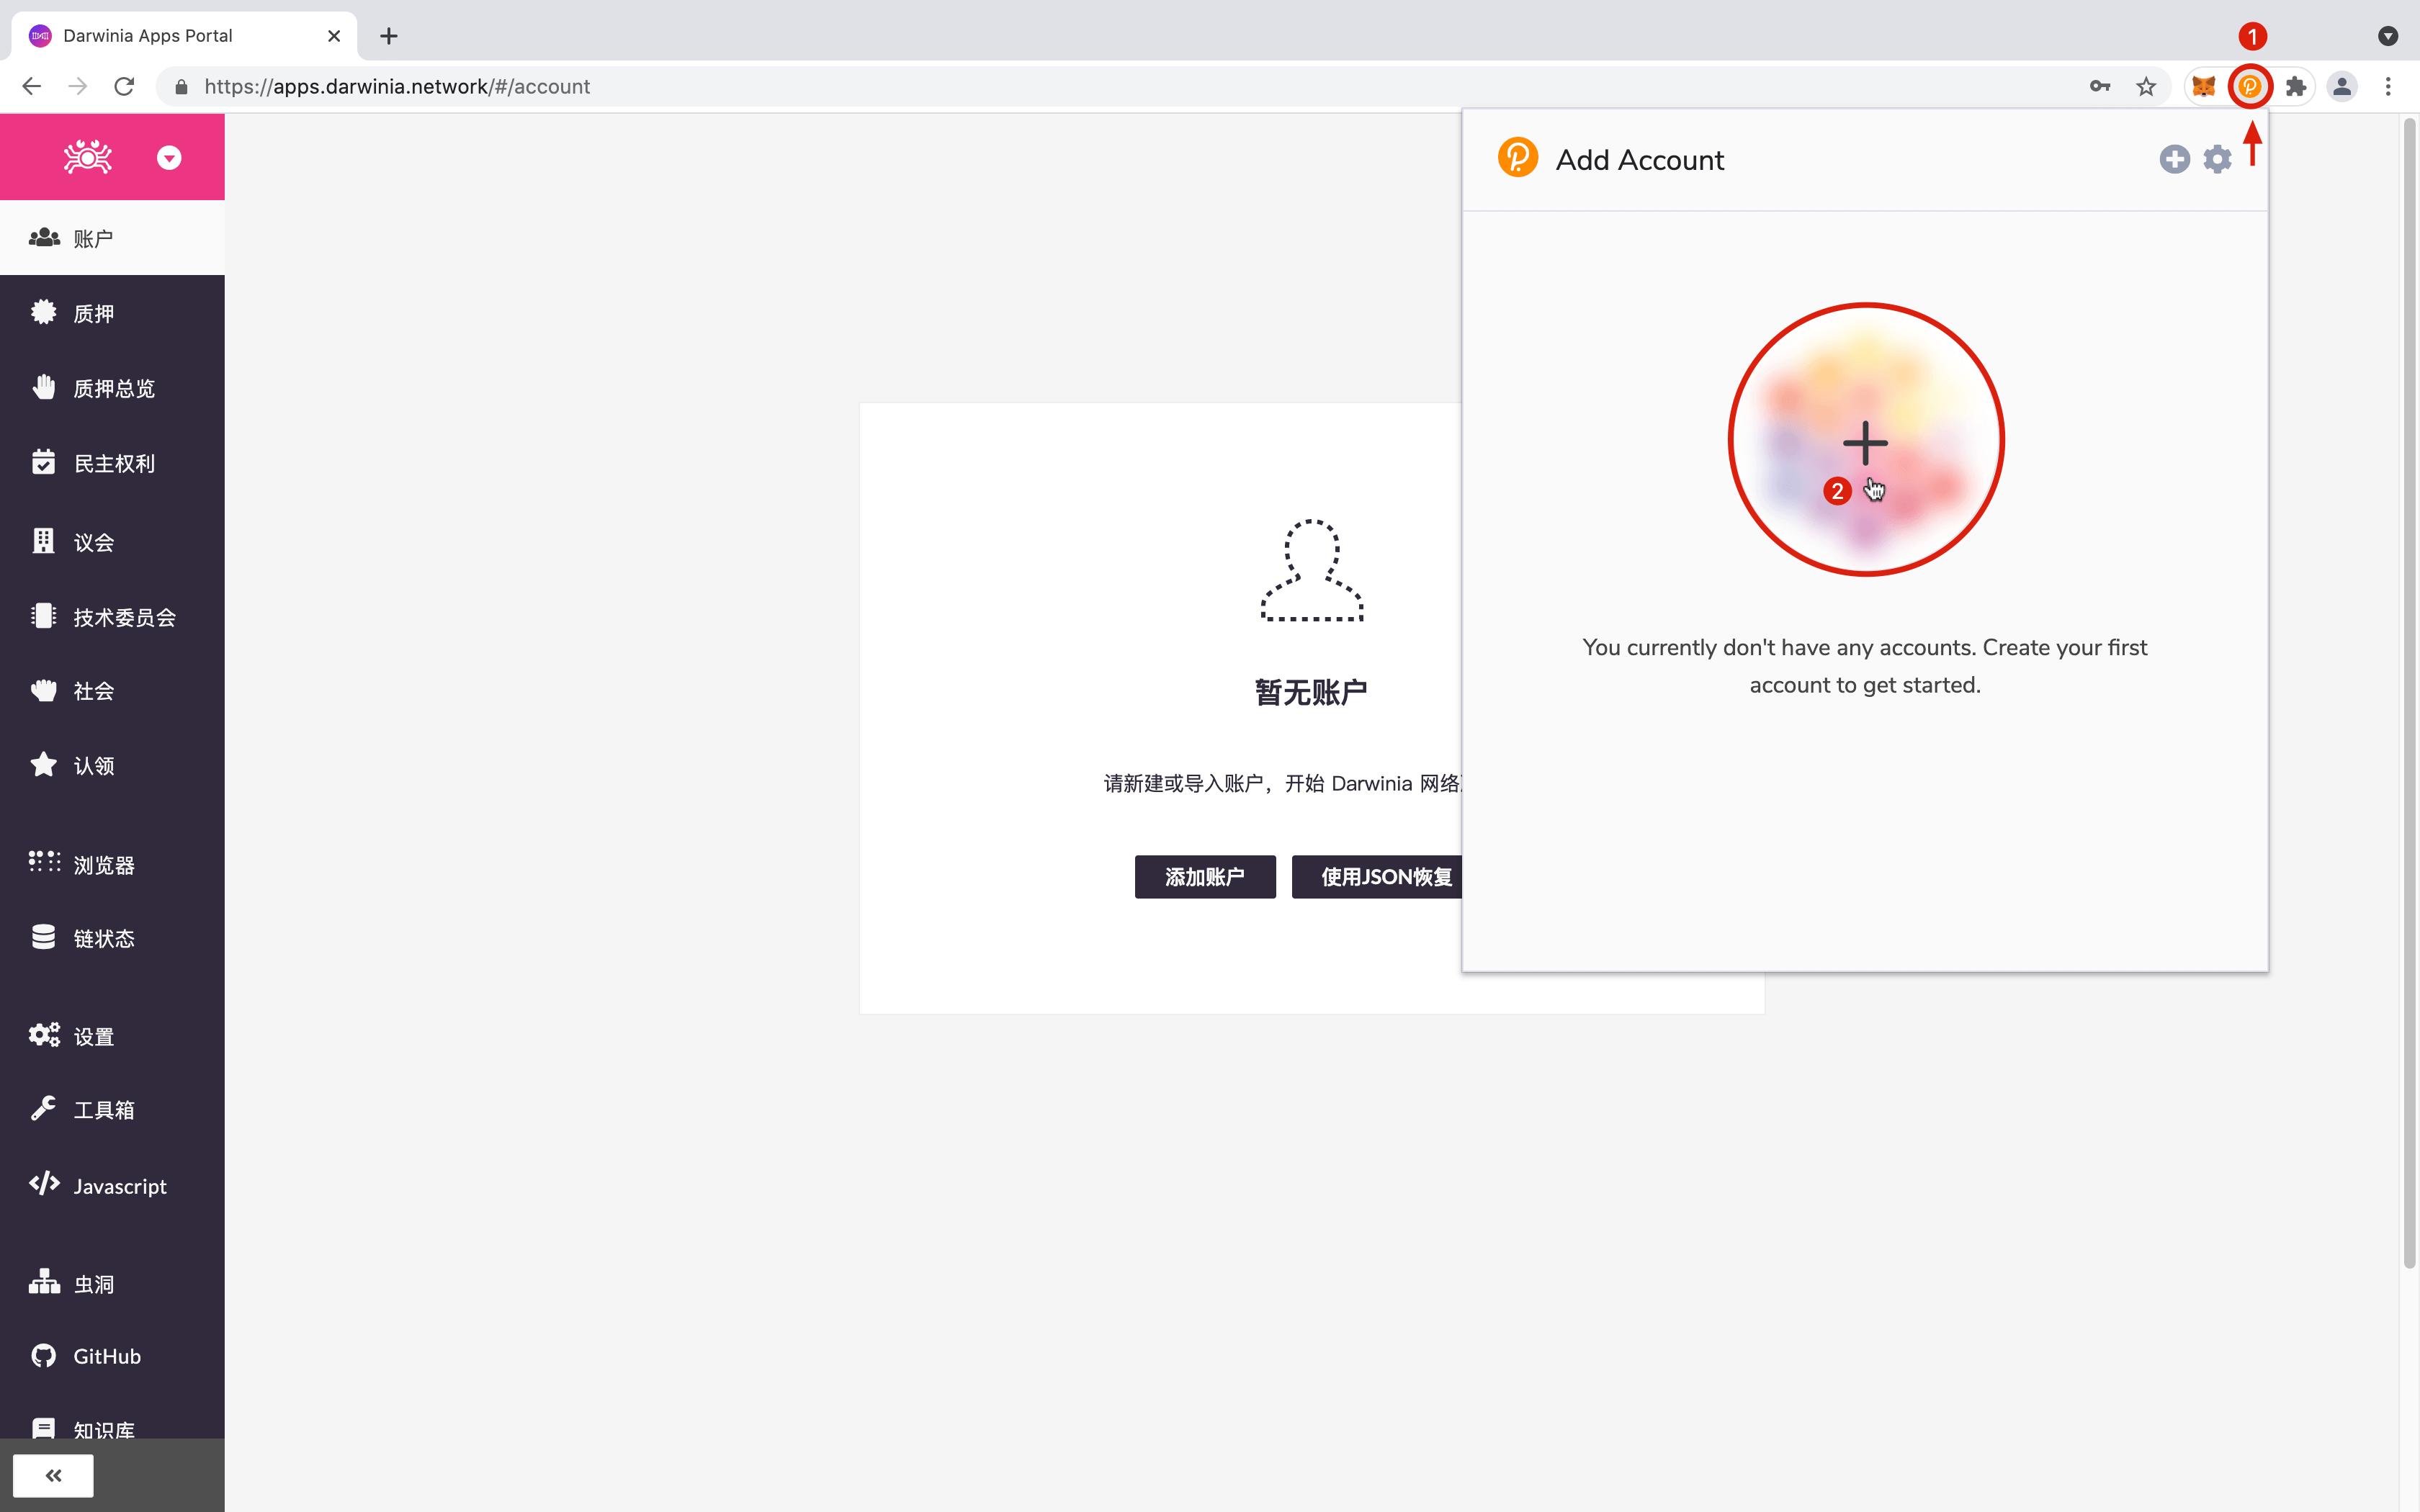 Darwinia Apps Portal
1
https://apps.darwinia.network/#/account
账户
质押
质押总览
民主权利
议会
技术委员会
社会
认领
浏览器
链状态
设置
工具箱
Javascript
虫洞
GitHub
知识库
暂无账户
请新建或导入账户，开始 Darwinia 网络
添加账户
使用JSON恢复
Add Account
2
You currently don't have any accounts. Create your first
account to get started.